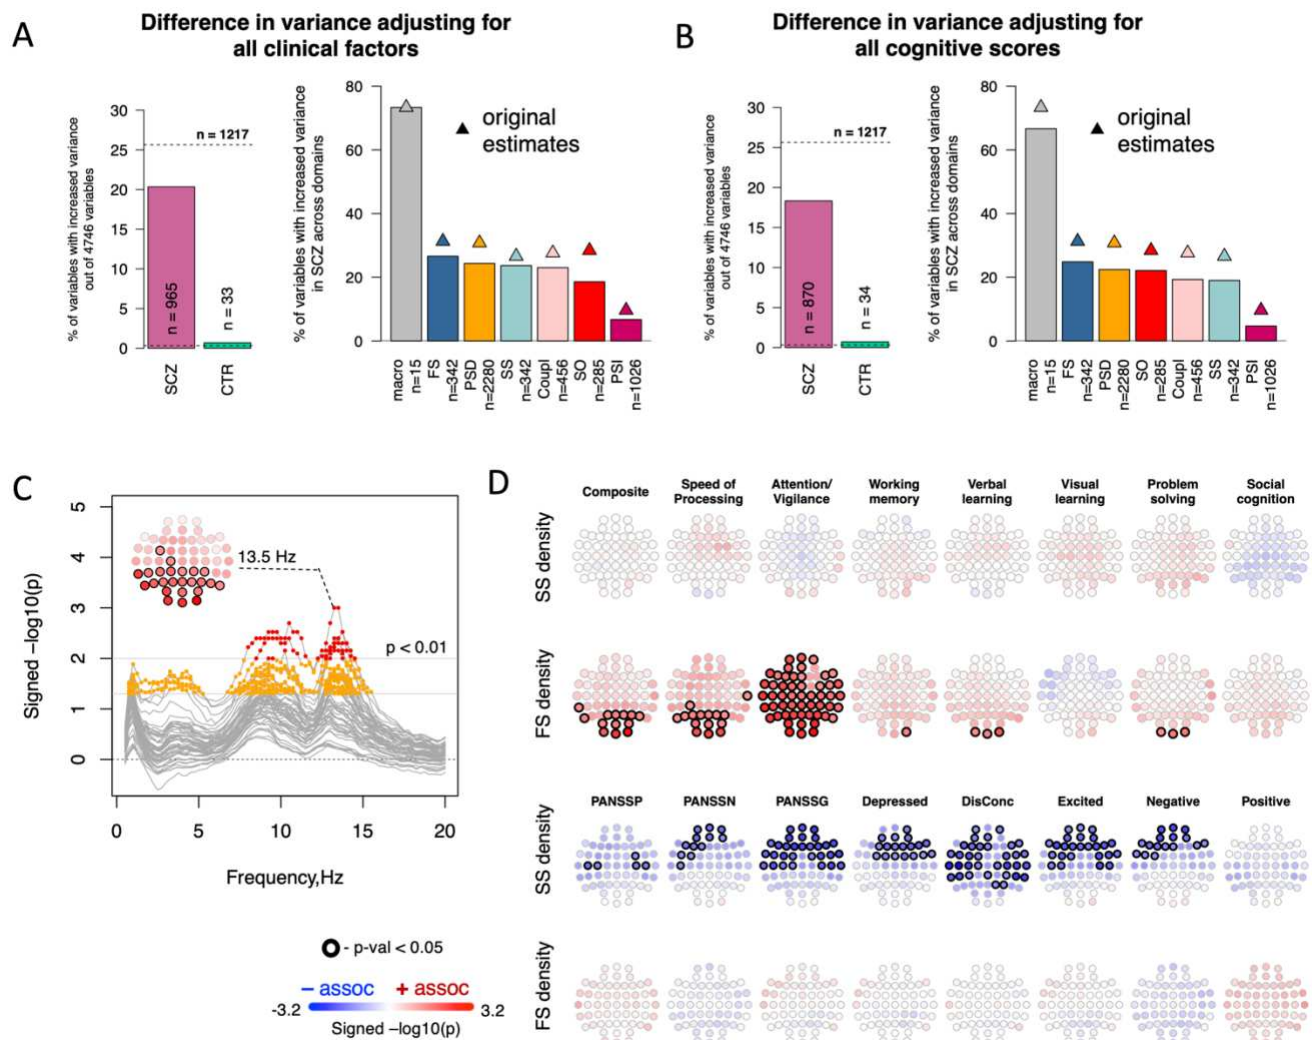 A
Difference in variance adjusting for
all clinical factors
% of variables with increased variance
out of 4746 variables
30
25
20
15
10
5
0
n = 1217
n = 965
n = 33
SCZ
CTR
% of variables with increased variance
in SCZ across domains
80
60
40
20
0
original
estimates
macro
n=15
FS
n=342
PSD
n=2280
SS
n=342
Coupl
n=456
SO
n=285
PSI
n=1026
B
Difference in variance adjusting for
all cognitive scores
% of variables with increased variance
out of 4746 variables
30
25
20
15
10
5
0
n = 1217
n = 870
n = 34
SCZ
CTR
% of variables with increased variance
in SCZ across domains
80
60
40
20
0
original
estimates
macro
n=15
FS
n=342
PSD
n=2280
SO
n=285
Coupl
n=456
SS
n=342
PSI
n=1026
C
Signed −log10(p)
5
4
3
2
1
0
13.5 Hz
p < 0.01
0
5
10
15
20
Frequency,Hz
- p-val < 0.05
− assoc
+ assoc
-3.2
3.2
Signed −log10(p)
D
Composite
Speed of
Processing
Attention/
Vigilance
Working
memory
Verbal
learning
Visual
learning
Problem
solving
Social
cognition
SS density
FS density
PANSSP
PANSSN
PANSSG
Depressed
DisConc
Excited
Negative
Positive
SS density
FS density